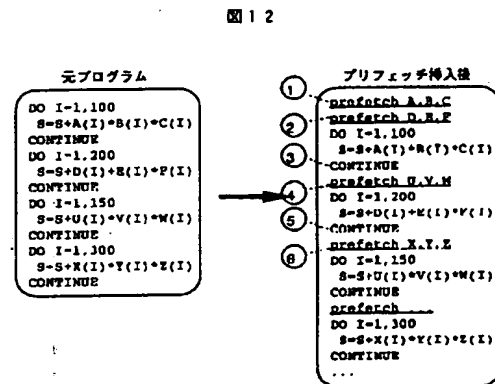 図12
元プログラム
DO I-1,100
S=S+A(I)*B(I)*C(I)
CONTINUE
DO I-1,200
S=S+D(I)+E(I)*F(I)
CONTINUE
DO I-1,150
S=S+U(I)*V(I)*W(I)
CONTINUE
DO I-1,300
S=S+X(I)*Y(I)*Z(I)
CONTINUE
プリフェッチ挿入後
① prefetch A,B,C
② prefetch D,E,F
DO I-1,100
S=S+A(I)*B(I)*C(I)
③ CONTINUE
④ prefetch U,V,W
DO I-1,200
S=S+D(I)+E(I)*F(I)
⑤ CONTINUE
⑥ prefetch X,Y,Z
DO I-1,150
S=S+U(I)*V(I)*W(I)
CONTINUE
prefetch ...
DO I-1,300
S=S+X(I)*Y(I)*Z(I)
CONTINUE
...